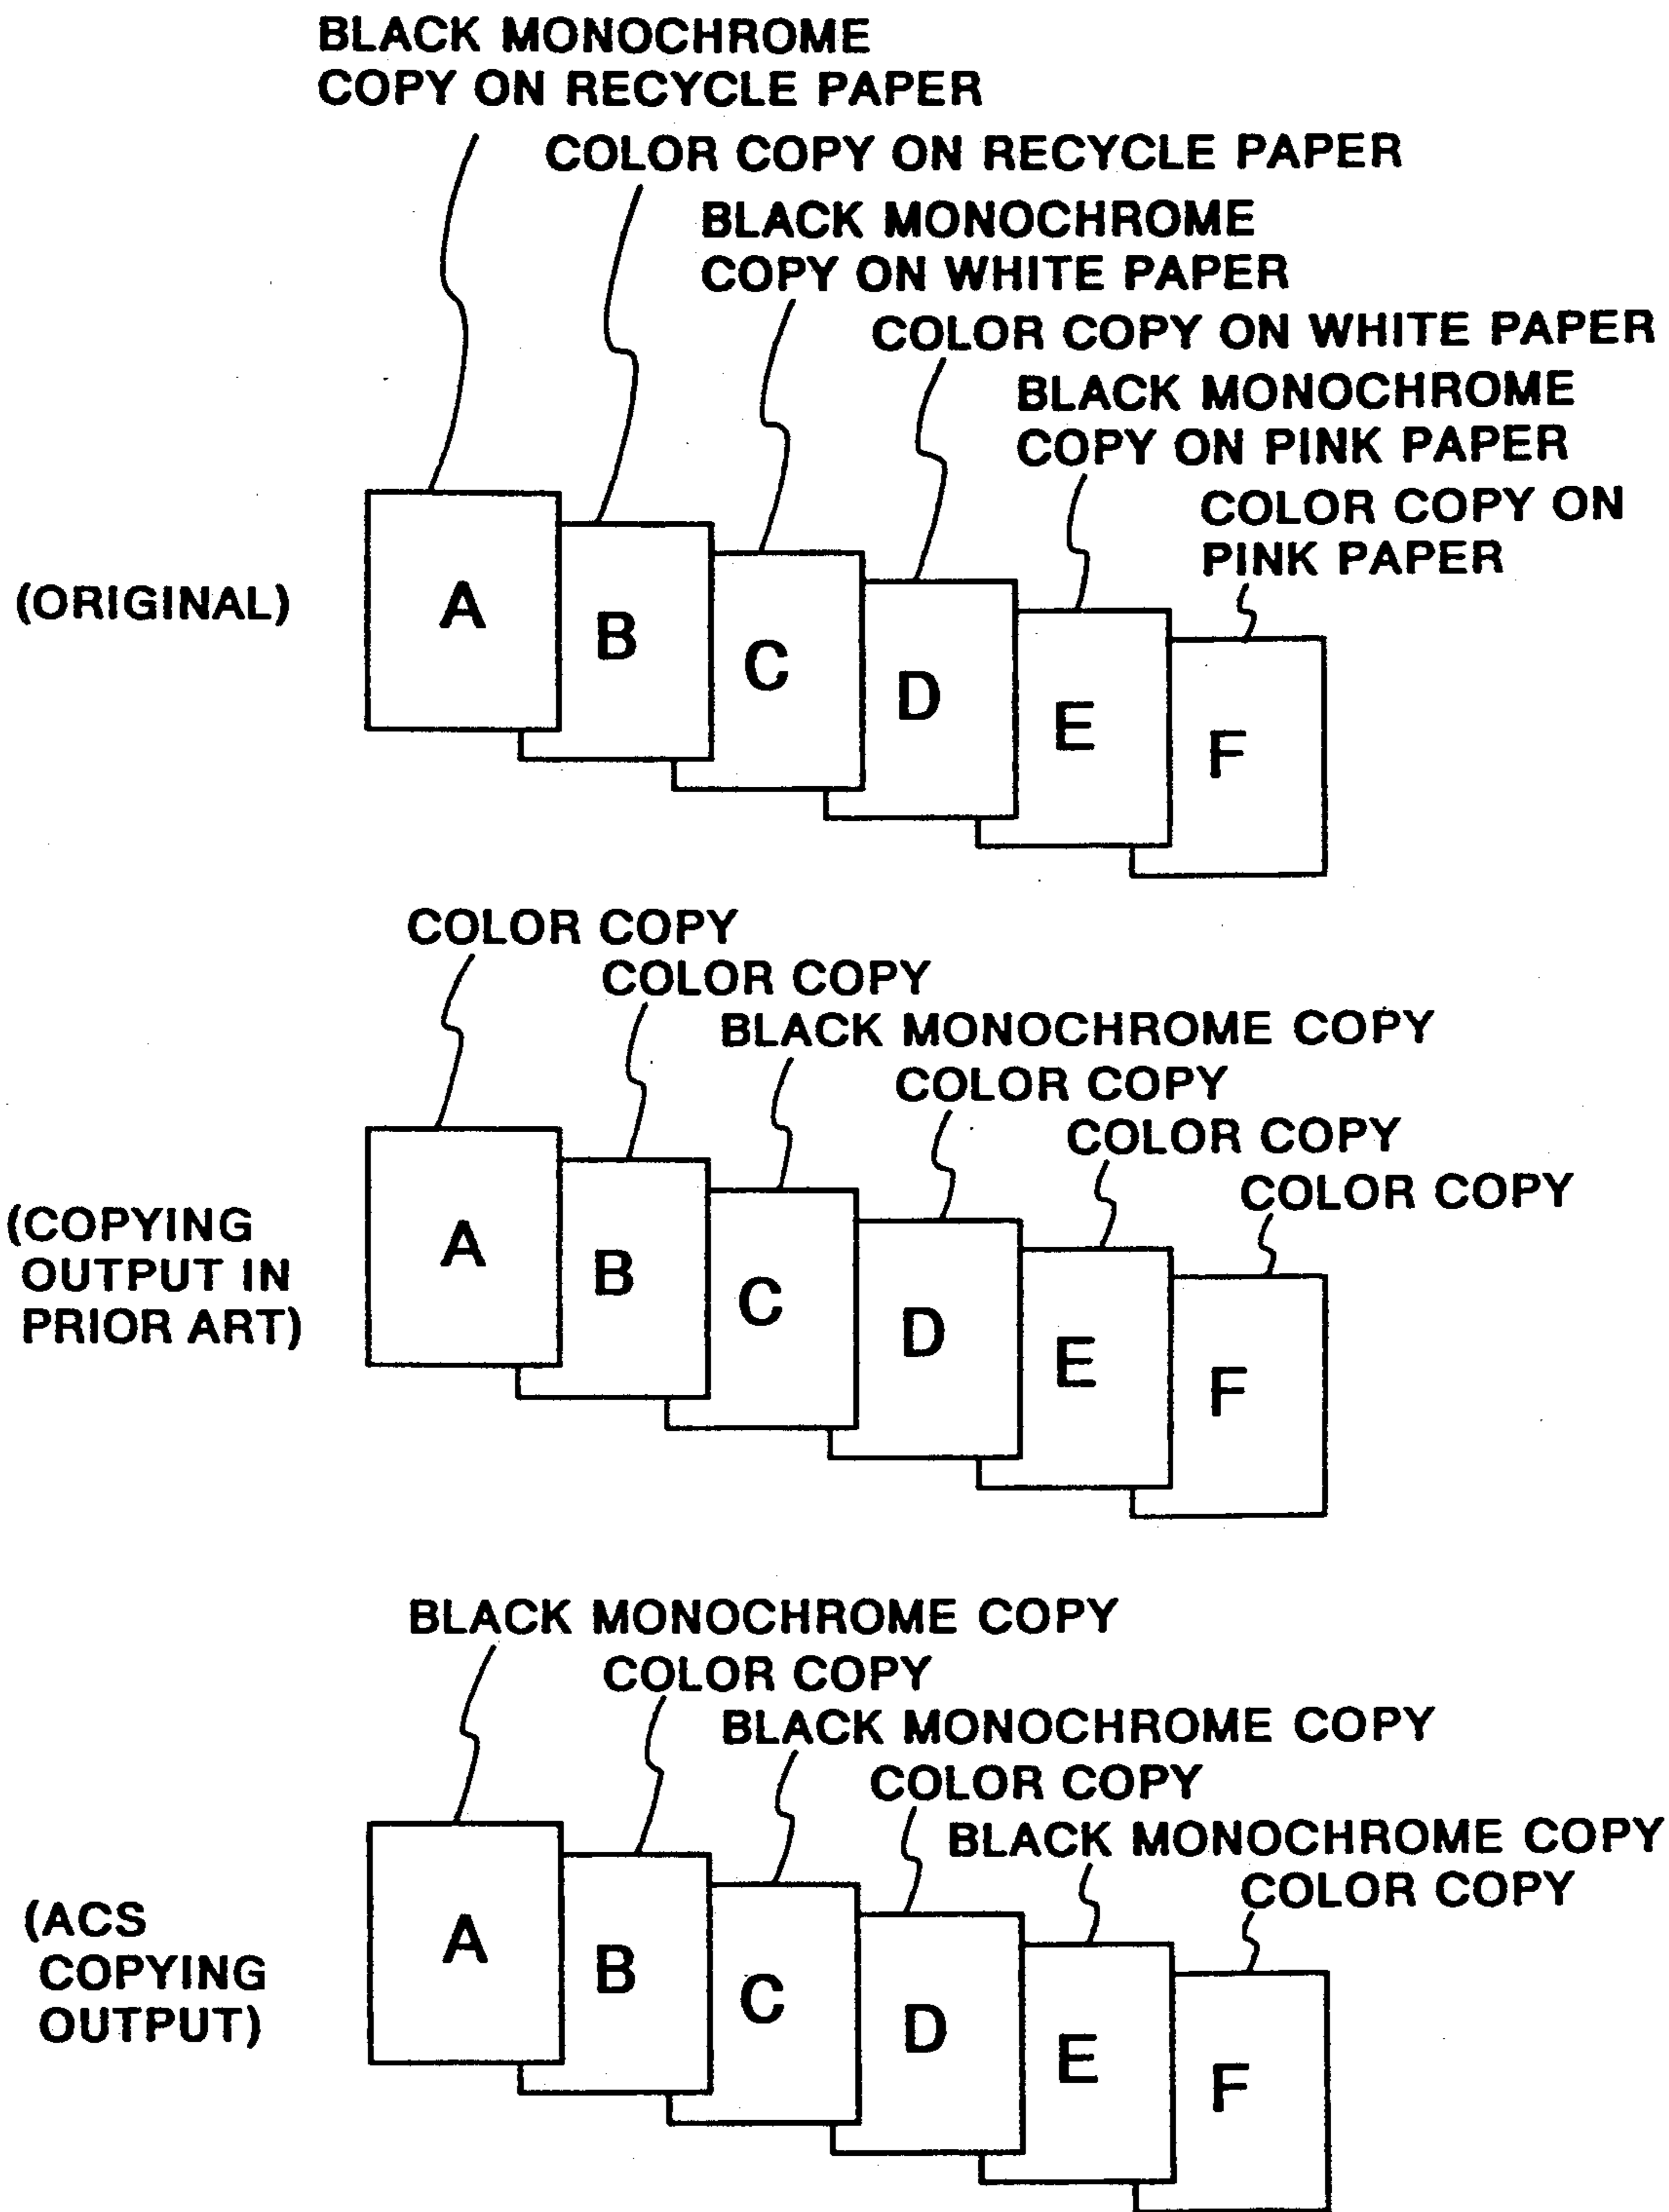 BLACK MONOCHROME
COPY ON RECYCLE PAPER
COLOR COPY ON RECYCLE PAPER
BLACK MONOCHROME
COPY ON WHITE PAPER
COLOR COPY ON WHITE PAPER
BLACK MONOCHROME
COPY ON PINK PAPER
COLOR COPY ON
PINK PAPER
(ORIGINAL)
A
B
C
D
E
F
COLOR COPY
COLOR COPY
BLACK MONOCHROME COPY
COLOR COPY
COLOR COPY
COLOR COPY
(COPYING
OUTPUT IN
PRIOR ART)
A
B
C
D
E
F
BLACK MONOCHROME COPY
COLOR COPY
BLACK MONOCHROME COPY
COLOR COPY
BLACK MONOCHROME COPY
COLOR COPY
(ACS
COPYING
OUTPUT)
A
B
C
D
E
F